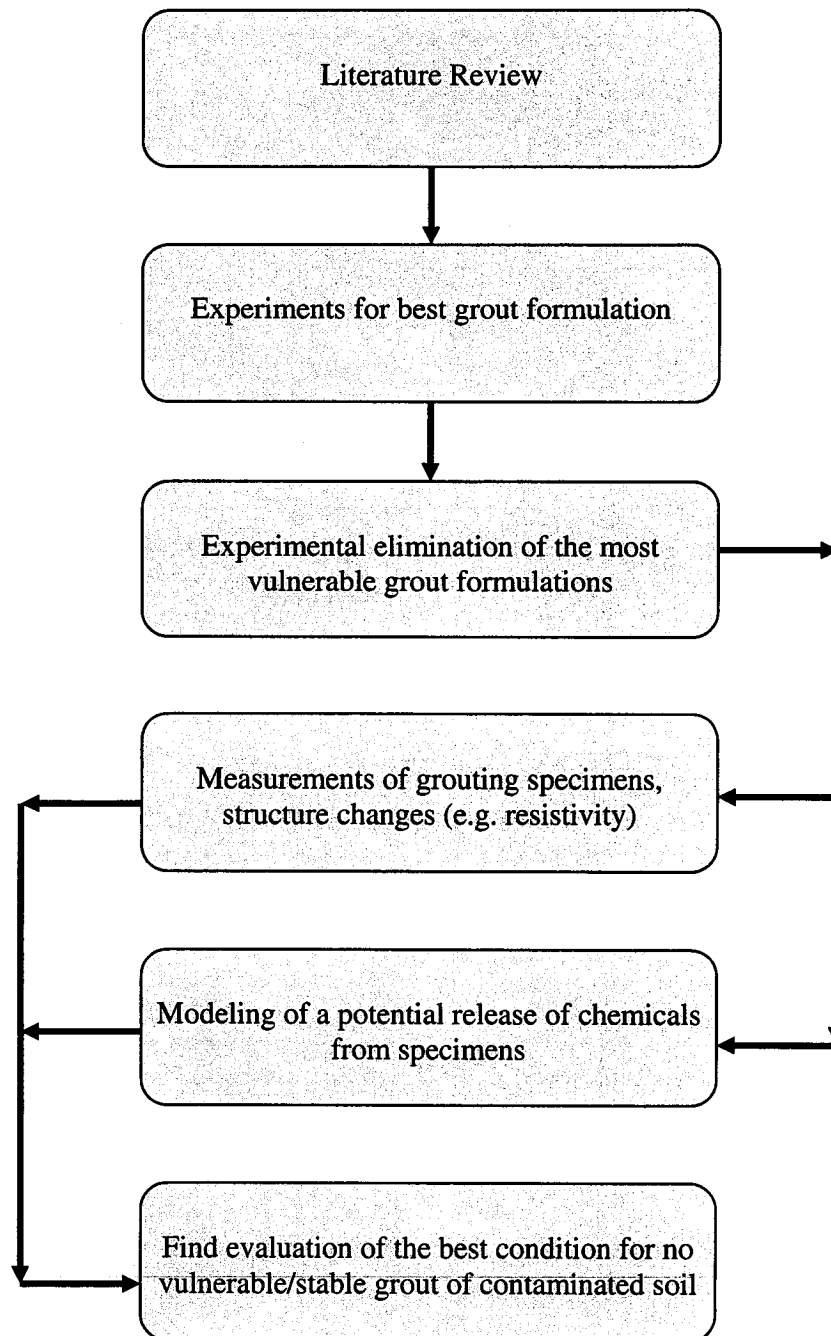 Literature Review
Experiments for best grout formulation
Experimental elimination of the most
vulnerable grout formulations
Measurements of grouting specimens,
structure changes (e.g. resistivity)
Modeling of a potential release of chemicals
from specimens
Find evaluation of the best condition for no
vulnerable/stable grout of contaminated soil